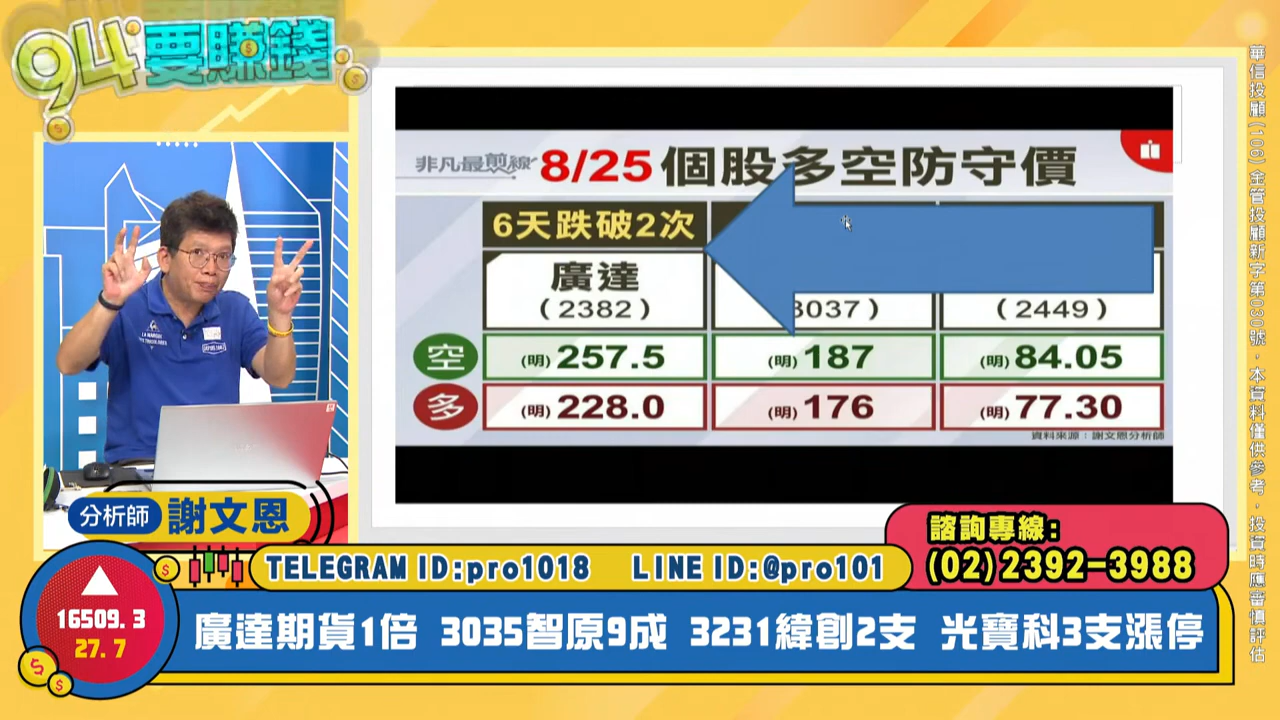 94要賺錢
非凡最前線
8/25個股多空防守價
6天跌破2次
廣達
(2382)
3037)
(2449)
空 (明)257.5 (明)187 (明)84.05
多 (明)228.0 (明)176 (明)77.30
資料來源：謝文恩分析師
華信投顧(106)金管投顧新字第030號，本資料僅供參考，投資時應審慎評估
分析師 謝文恩
諮詢專線:
(02)2392-3988
TELEGRAM ID:pro1018 LINE ID:@pro101
16509.3
27.7
廣達期貨1倍 3035智原9成 3231緯創2支 光寶科3支漲停